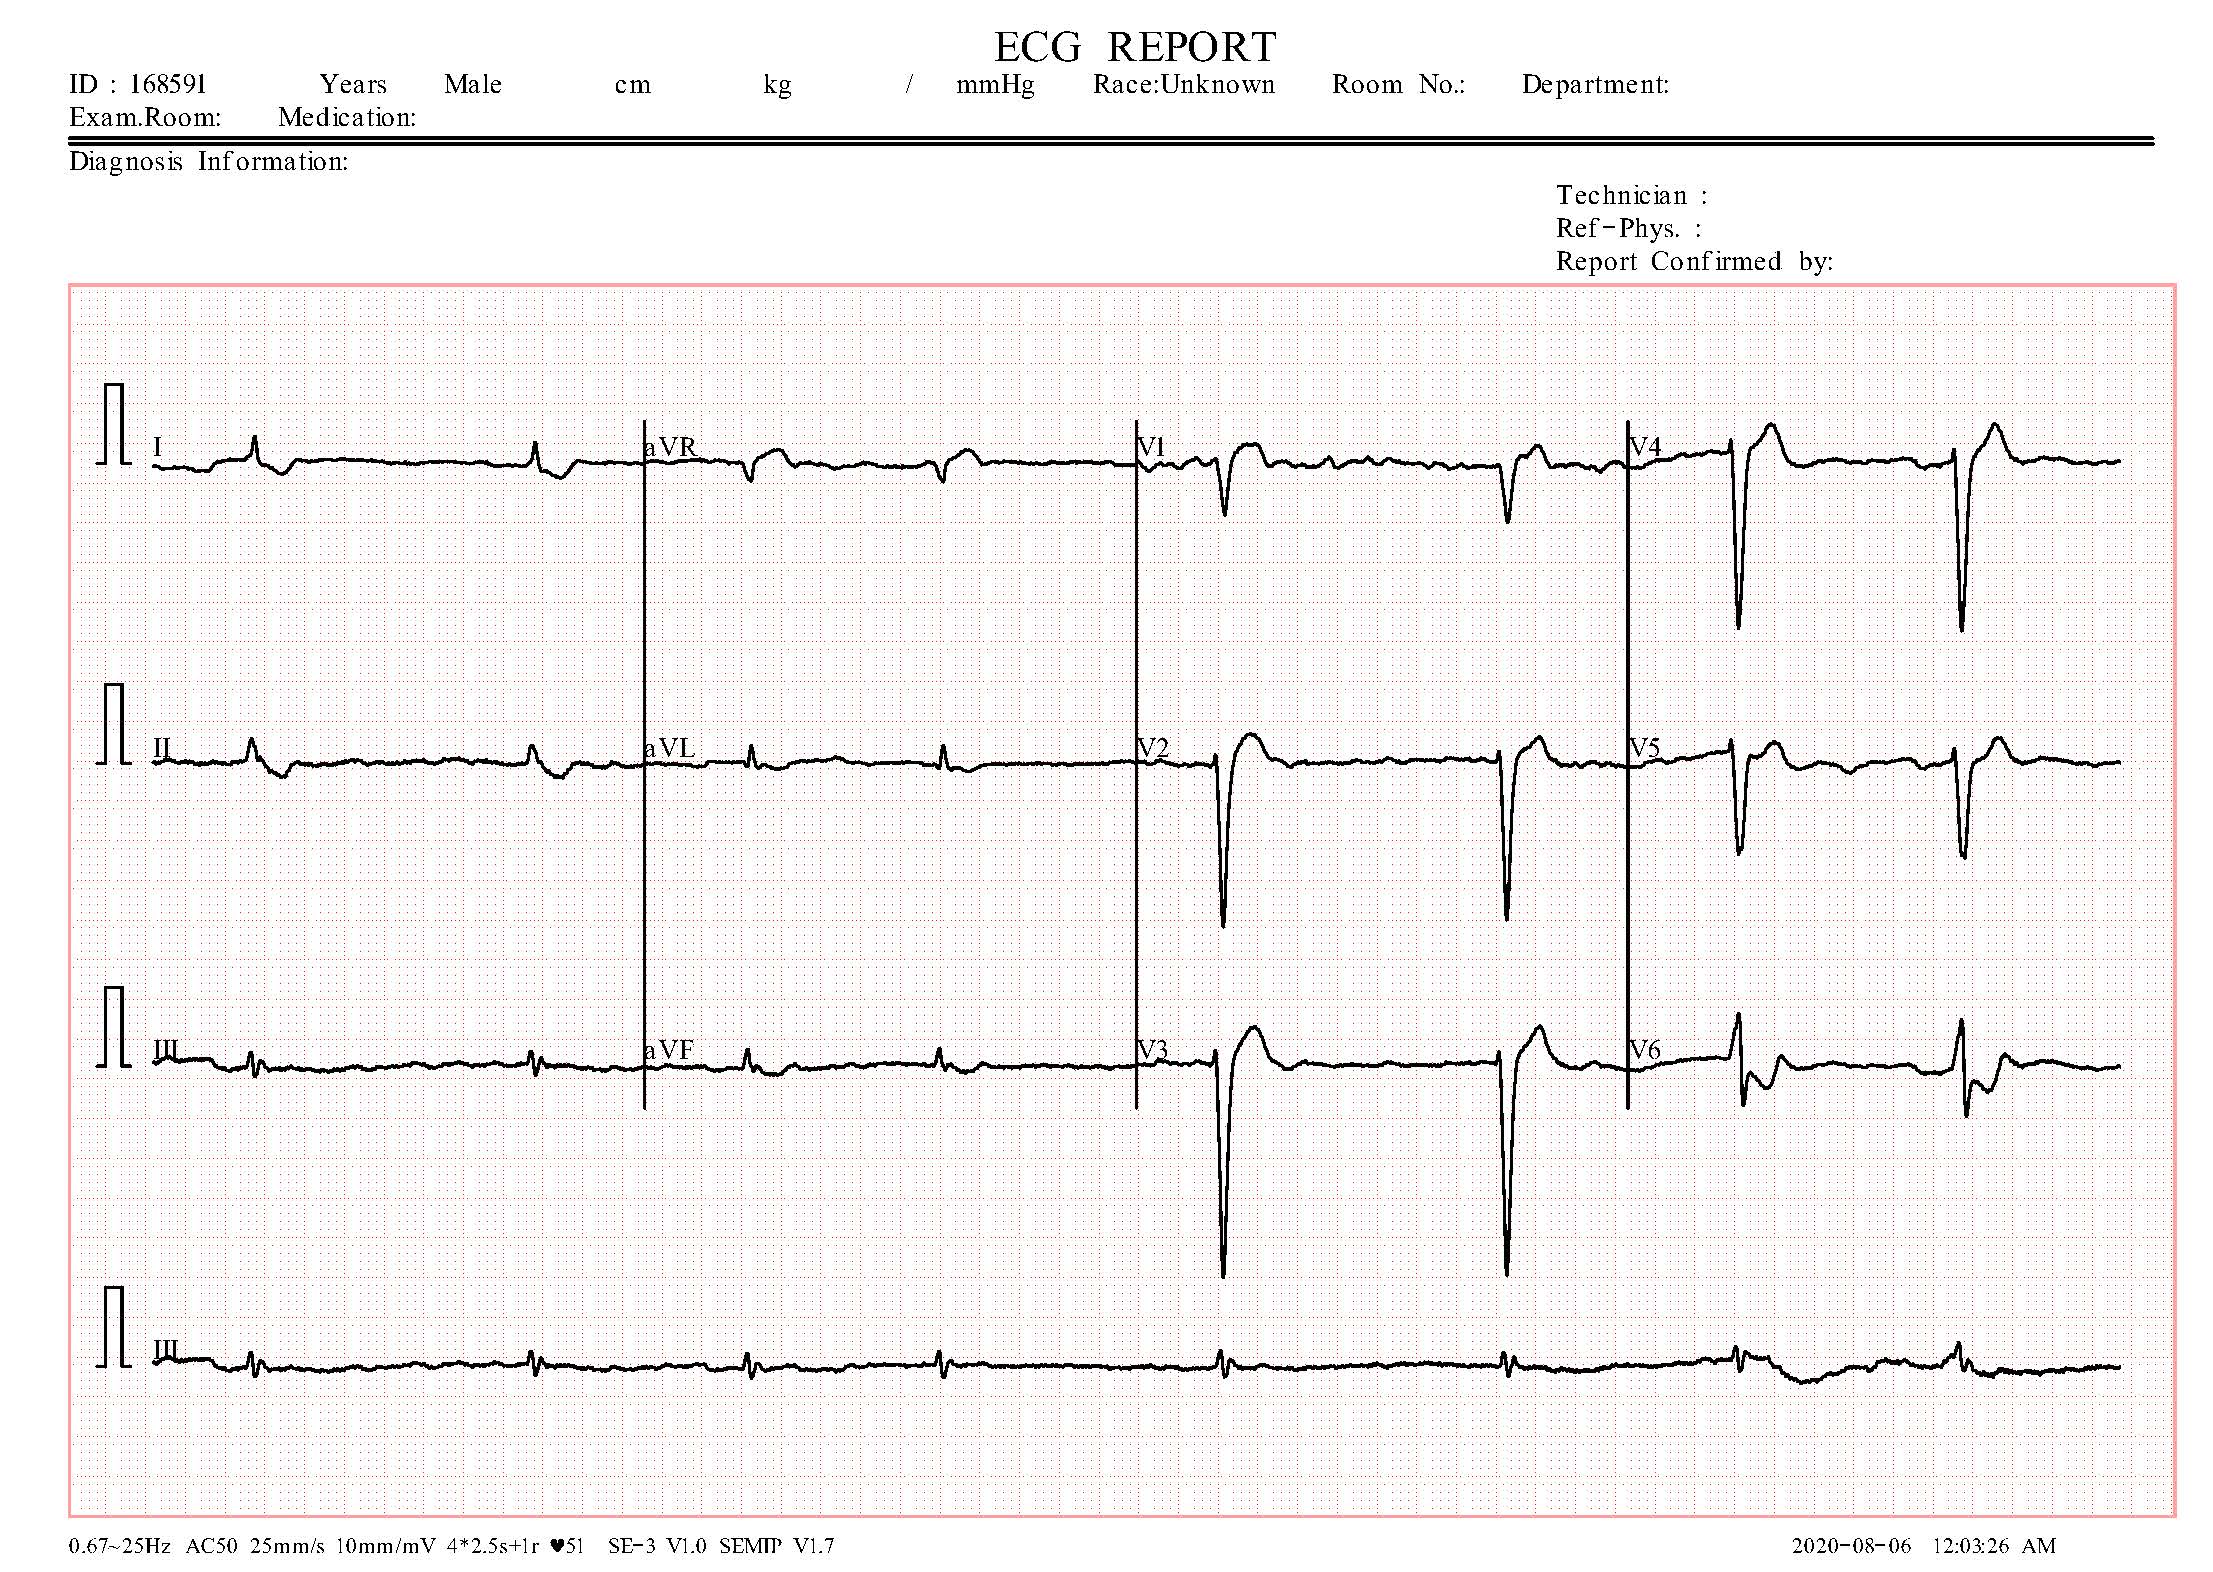 ECG REPORT
ID : 168591 Years Male cm kg / mmHg Race:Unknown Room No.: Department:
Exam.Room: Medication:
Diagnosis Information:
Technician :
Ref-Phys. :
Report Confirmed by:
I aVR V1 V4
II aVL V2 V5
III aVF V3 V6
III
0.67~25Hz AC50 25mm/s 10mm/mV 4*2.5s+1r ♥51 SE-3 V1.0 SEMIP V1.7 2020-08-06 12:03:26 AM